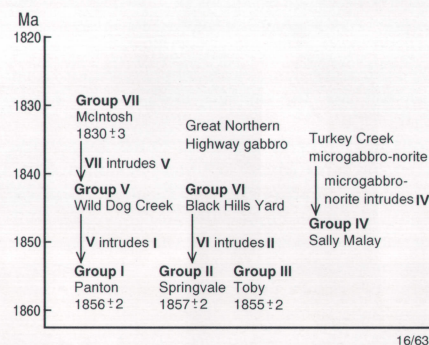 Ma
1820
1830
1840
1850
1860
Group VII
McIntosh
1830±3
VII intrudes V
Group V
Wild Dog Creek
V intrudes I
Group I
Panton
1856±2
Great Northern
Highway gabbro
Group VI
Black Hills Yard
VI intrudes II
Group II
Springvale
1857±2
Group III
Toby
1855±2
Turkey Creek
microgabbro-norite
microgabbro-
norite intrudes IV
Group IV
Sally Malay
16/63